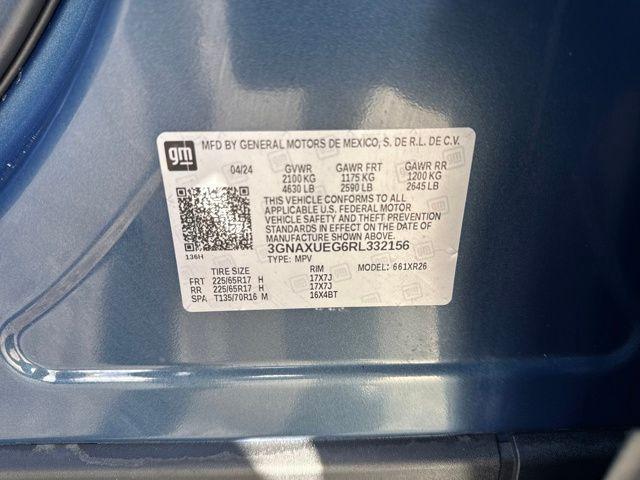 gm
MFD BY GENERAL MOTORS DE MEXICO, S. DE R.L. DE C.V.
04/24 GVWR GAWR FRT GAWR RR
2100 KG 1175 KG 1200 KG
4630 LB 2590 LB 2645 LB
THIS VEHICLE CONFORMS TO ALL
APPLICABLE U.S. FEDERAL MOTOR
VEHICLE SAFETY AND THEFT PREVENTION
STANDARDS IN EFFECT ON THE DATE OF
MANUFACTURE SHOWN ABOVE.
136H 3GNAXUEG6RL332156
TYPE: MPV MODEL: 661XR26
TIRE SIZE RIM
FRT 225/65R17 H 17X7J
RR 225/65R17 H 17X7J
SPA T135/70R16 M 16X4BT